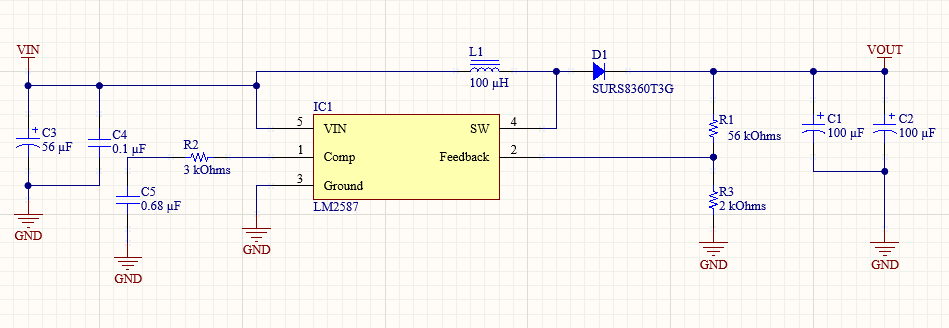 VIN
L1
100 µH
D1
SURS8360T3G
VOUT
IC1
5
VIN
SW
4
1
Comp
Feedback
2
3
Ground
LM2587
C3
56 µF
C4
0.1 µF
R2
3 kOhms
C5
0.68 µF
R1
56 kOhms
R3
2 kOhms
C1
100 µF
C2
100 µF
GND
GND
GND
GND
GND